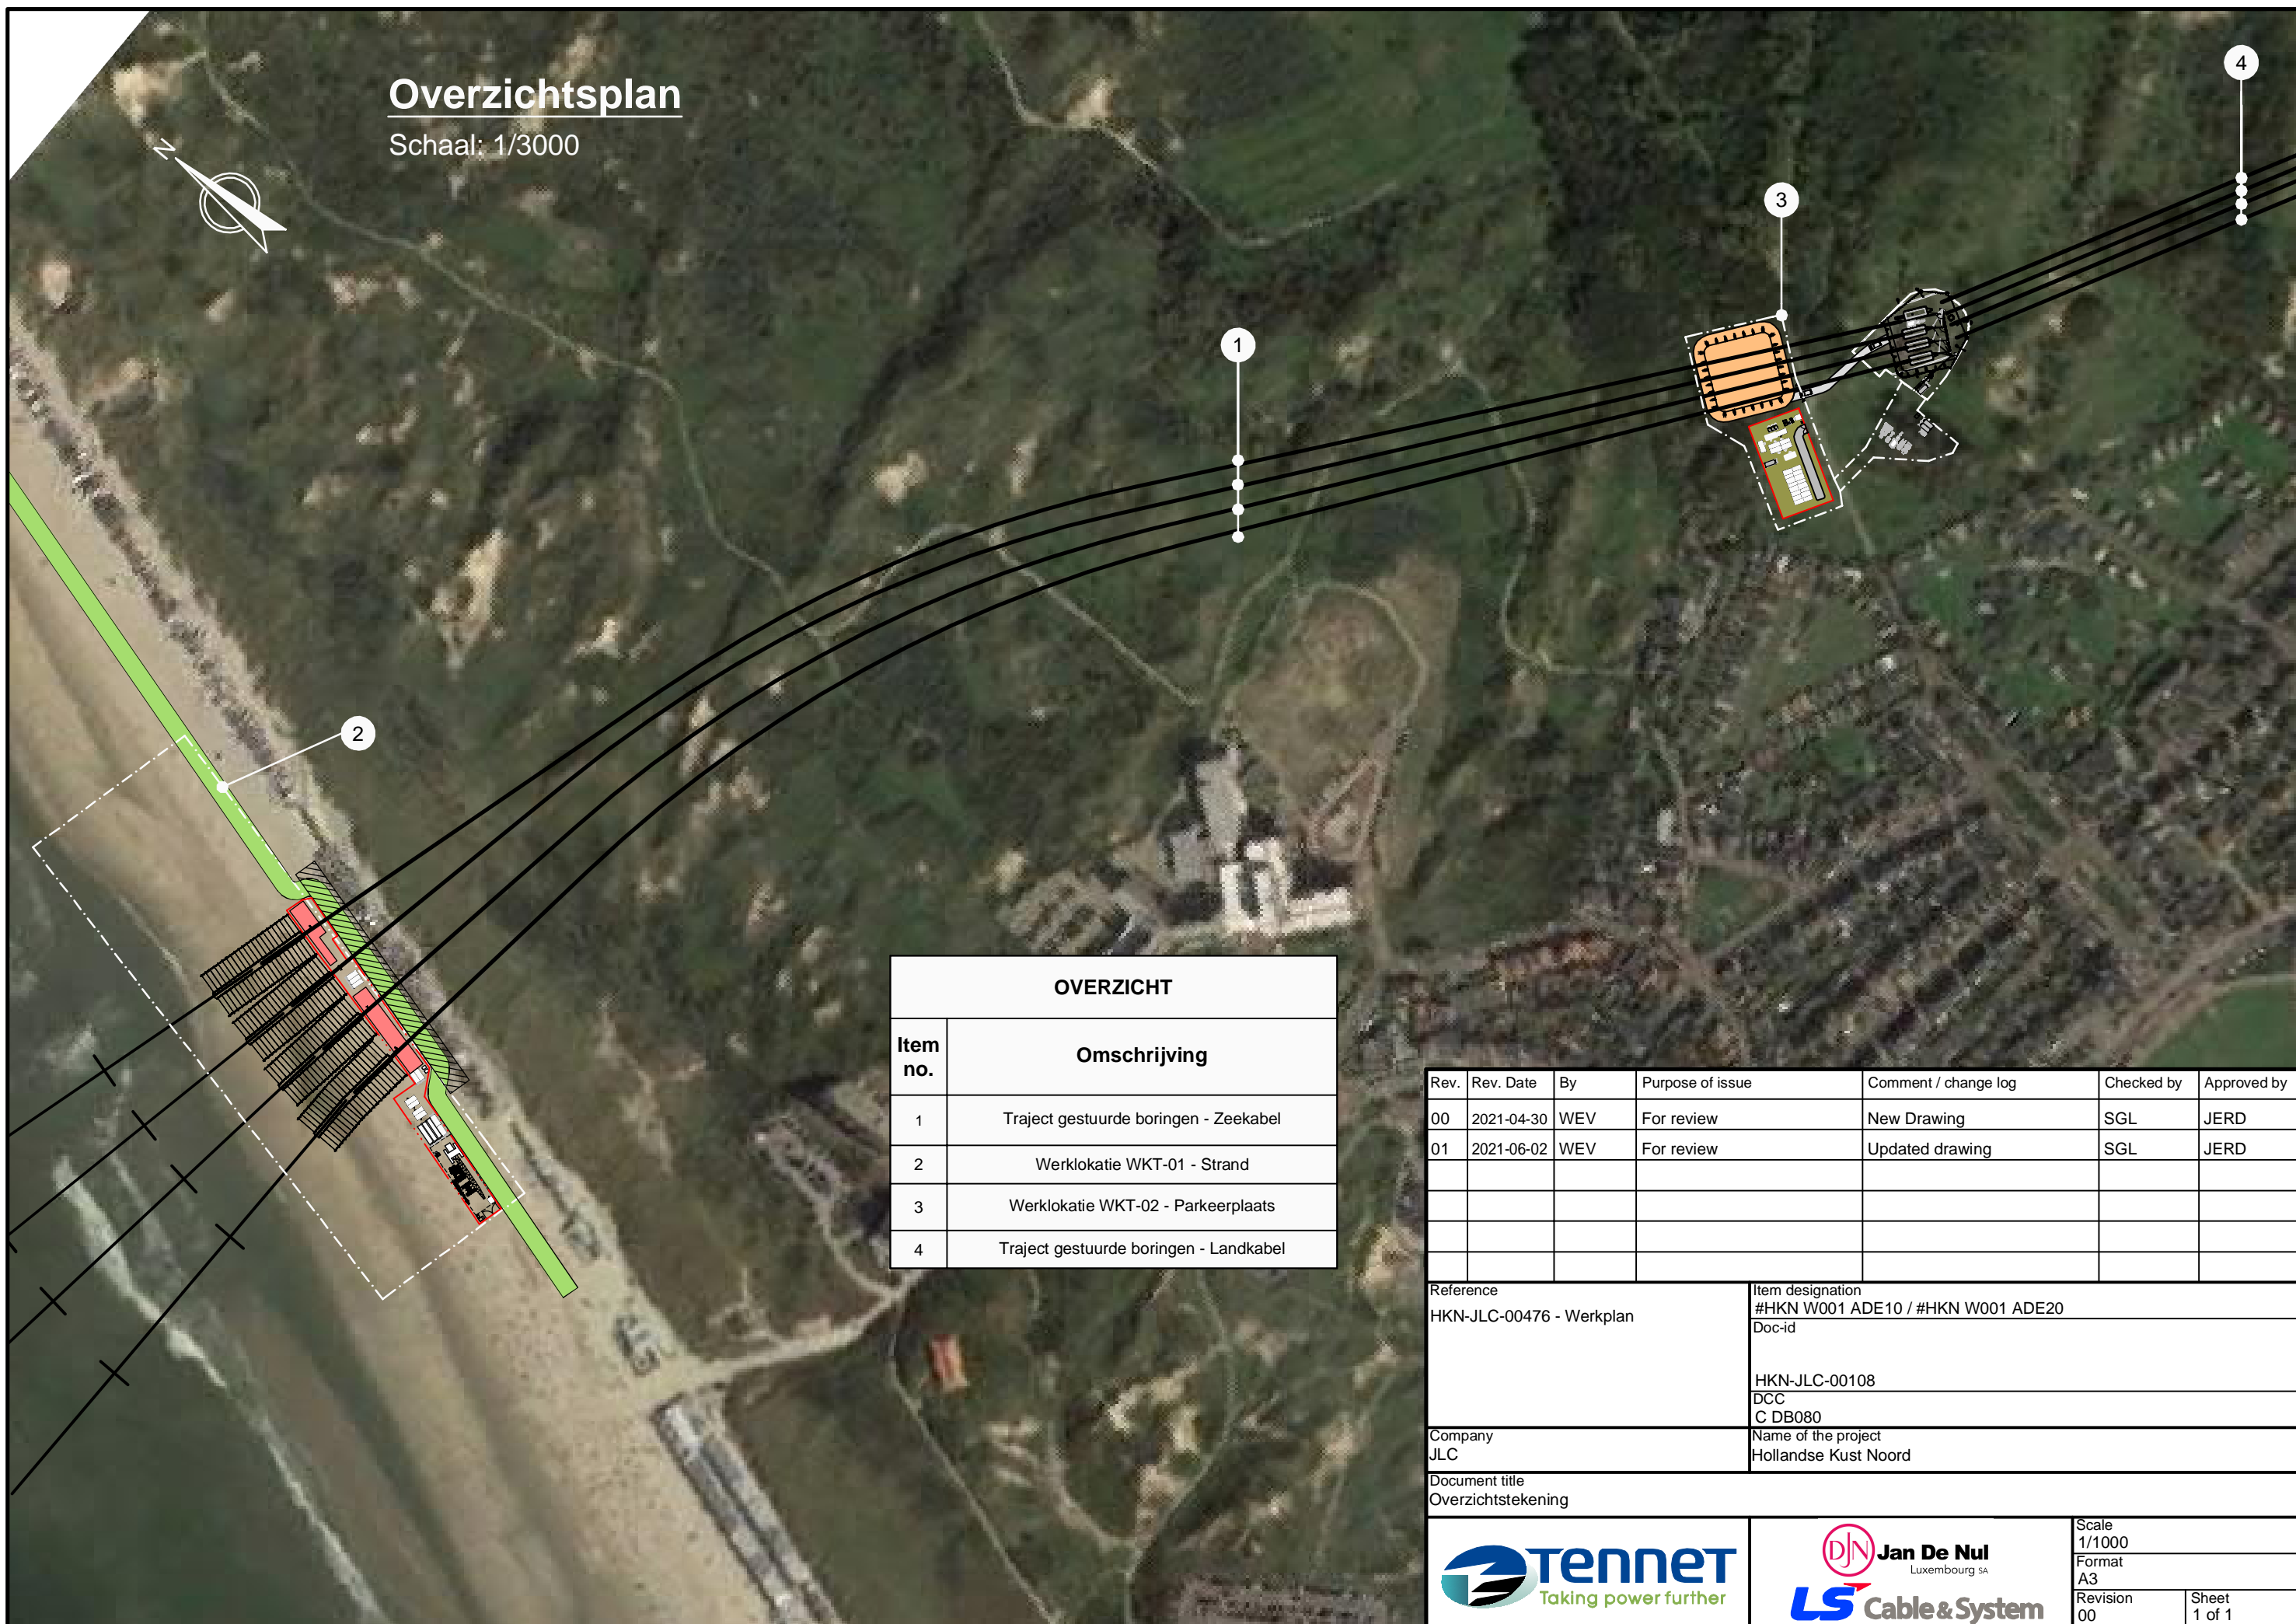 Overzichtsplan
Schaal: 1/3000
N
4
3
1
2
OVERZICHT
Item no. Omschrijving
1 Traject gestuurde boringen - Zeekabel
2 Werklokatie WKT-01 - Strand
3 Werklokatie WKT-02 - Parkeerplaats
4 Traject gestuurde boringen - Landkabel
Rev. Rev. Date By Purpose of issue Comment / change log Checked by Approved by
00 2021-04-30 WEV For review New Drawing SGL JERD
01 2021-06-02 WEV For review Updated drawing SGL JERD
Reference
HKN-JLC-00476 - Werkplan
Item designation
#HKN W001 ADE10 / #HKN W001 ADE20
Doc-id
HKN-JLC-00108
DCC
C DB080
Company
JLC
Name of the project
Hollandse Kust Noord
Document title
Overzichtstekening
TenneT
Taking power further
DJN Jan De Nul
Luxembourg SA
LS Cable & System
Scale
1/1000
Format
A3
Revision
00
Sheet
1 of 1